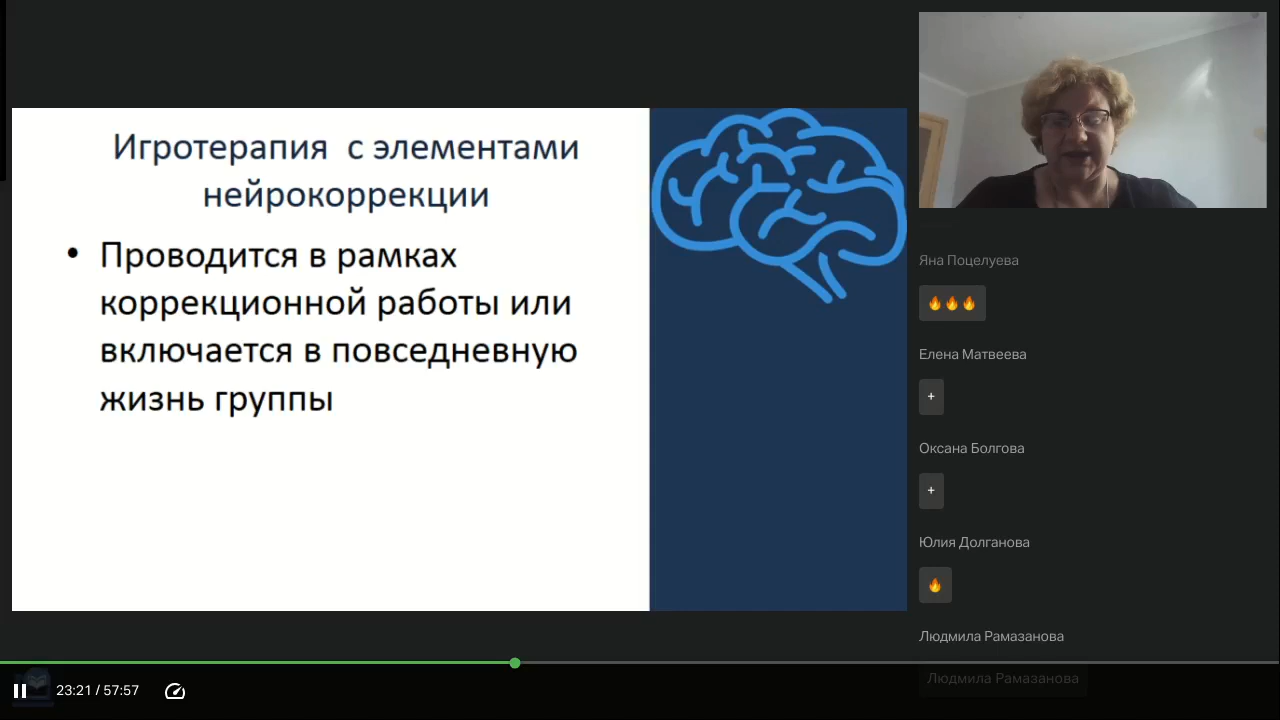 Игротерапия с элементами
нейрокоррекции
• Проводится в рамках
коррекционной работы или
включается в повседневную
жизнь группы
Яна Поцелуева
🔥🔥🔥
Елена Матвеева
+
Оксана Болгова
+
Юлия Долганова
🔥
Людмила Рамазанова
Людмила Рамазанова
23:21 / 57:57